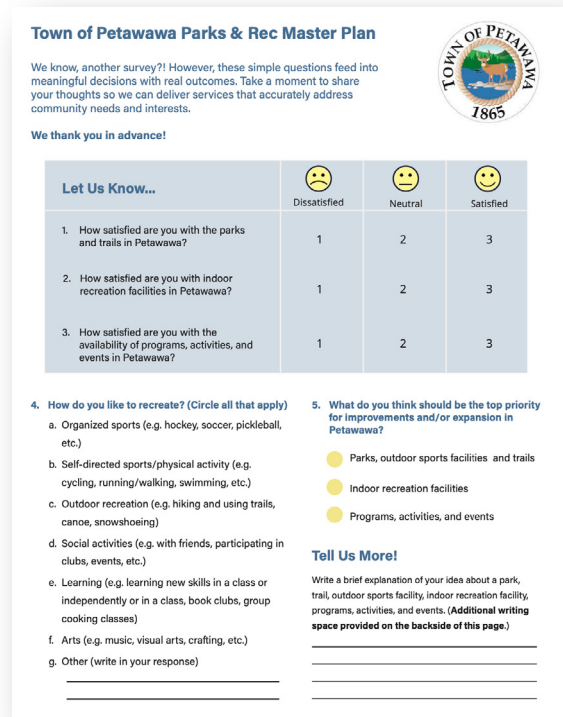 Town of Petawawa Parks & Rec Master Plan
TOWN OF PETAWAWA
1865
We know, another survey?! However, these simple questions feed into
meaningful decisions with real outcomes. Take a moment to share
your thoughts so we can deliver services that accurately address
community needs and interests.
We thank you in advance!
Let Us Know...
Dissatisfied
Neutral
Satisfied
1. How satisfied are you with the parks
and trails in Petawawa?
1 2 3
2. How satisfied are you with indoor
recreation facilities in Petawawa?
1 2 3
3. How satisfied are you with the
availability of programs, activities, and
events in Petawawa?
1 2 3
4. How do you like to recreate? (Circle all that apply)
a. Organized sports (e.g. hockey, soccer, pickleball,
etc.)
b. Self-directed sports/physical activity (e.g.
cycling, running/walking, swimming, etc.)
c. Outdoor recreation (e.g. hiking and using trails,
canoe, snowshoeing)
d. Social activities (e.g. with friends, participating in
clubs, events, etc.)
e. Learning (e.g. learning new skills in a class or
independently or in a class, book clubs, group
cooking classes)
f. Arts (e.g. music, visual arts, crafting, etc.)
g. Other (write in your response)
5. What do you think should be the top priority
for improvements and/or expansion in
Petawawa?
Parks, outdoor sports facilities and trails
Indoor recreation facilities
Programs, activities, and events
Tell Us More!
Write a brief explanation of your idea about a park,
trail, outdoor sports facility, indoor recreation facility,
programs, activities, and events. (Additional writing
space provided on the backside of this page.)